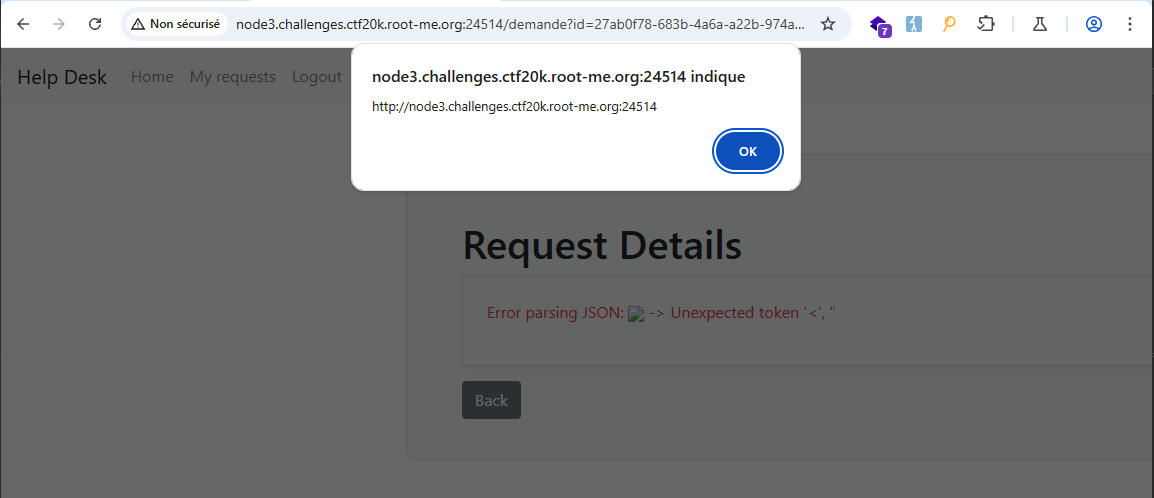 Non sécurisé node3.challenges.ctf20k.root-me.org:24514/demande?id=27ab0f78-683b-4a6a-a22b-974a... 7
node3.challenges.ctf20k.root-me.org:24514 indique
http://node3.challenges.ctf20k.root-me.org:24514
OK
Help Desk Home My requests Logout
Request Details
Error parsing JSON: -> Unexpected token '<', "
Back